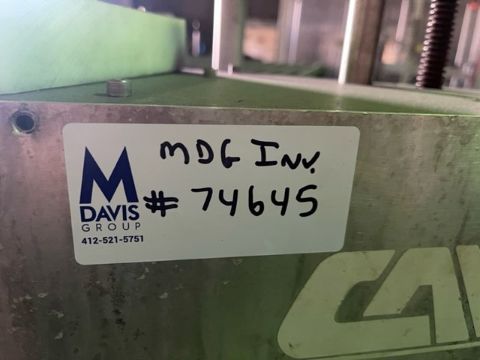 MDG INV.
# 74645
M
DAVIS
GROUP
412-521-5751